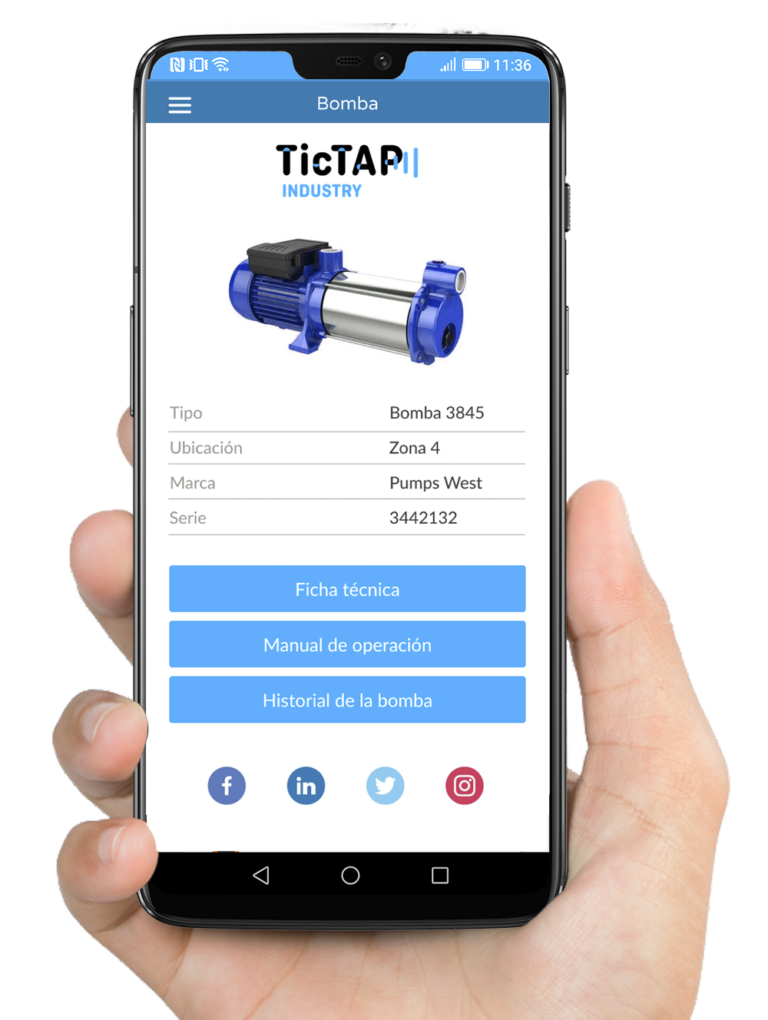 11:36
Bomba
TicTAP
INDUSTRY
Tipo Bomba 3845
Ubicación Zona 4
Marca Pumps West
Serie 3442132
Ficha técnica
Manual de operación
Historial de la bomba
f in